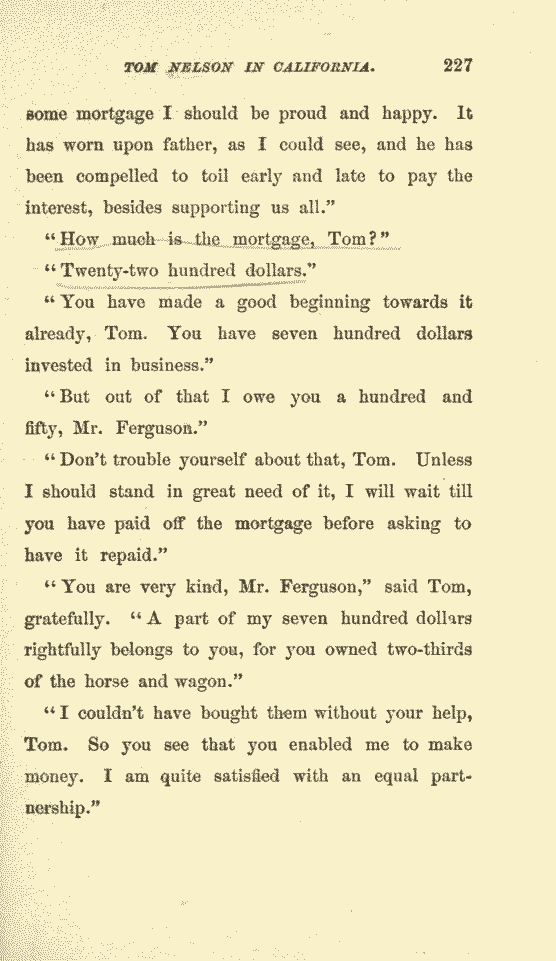 TOM NELSON IN CALIFORNIA. 227
some mortgage I should be proud and happy. It
has worn upon father, as I could see, and he has
been compelled to toil early and late to pay the
interest, besides supporting us all.”
“How much is the mortgage, Tom?”
“Twenty-two hundred dollars.”
“You have made a good beginning towards it
already, Tom. You have seven hundred dollars
invested in business.”
“But out of that I owe you a hundred and
fifty, Mr. Ferguson.”
“Don’t trouble yourself about that, Tom. Unless
I should stand in great need of it, I will wait till
you have paid off the mortgage before asking to
have it repaid.”
“You are very kind, Mr. Ferguson,” said Tom,
gratefully. “A part of my seven hundred dollars
rightfully belongs to you, for you owned two-thirds
of the horse and wagon.”
“I couldn’t have bought them without your help,
Tom. So you see that you enabled me to make
money. I am quite satisfied with an equal part-
nership.”